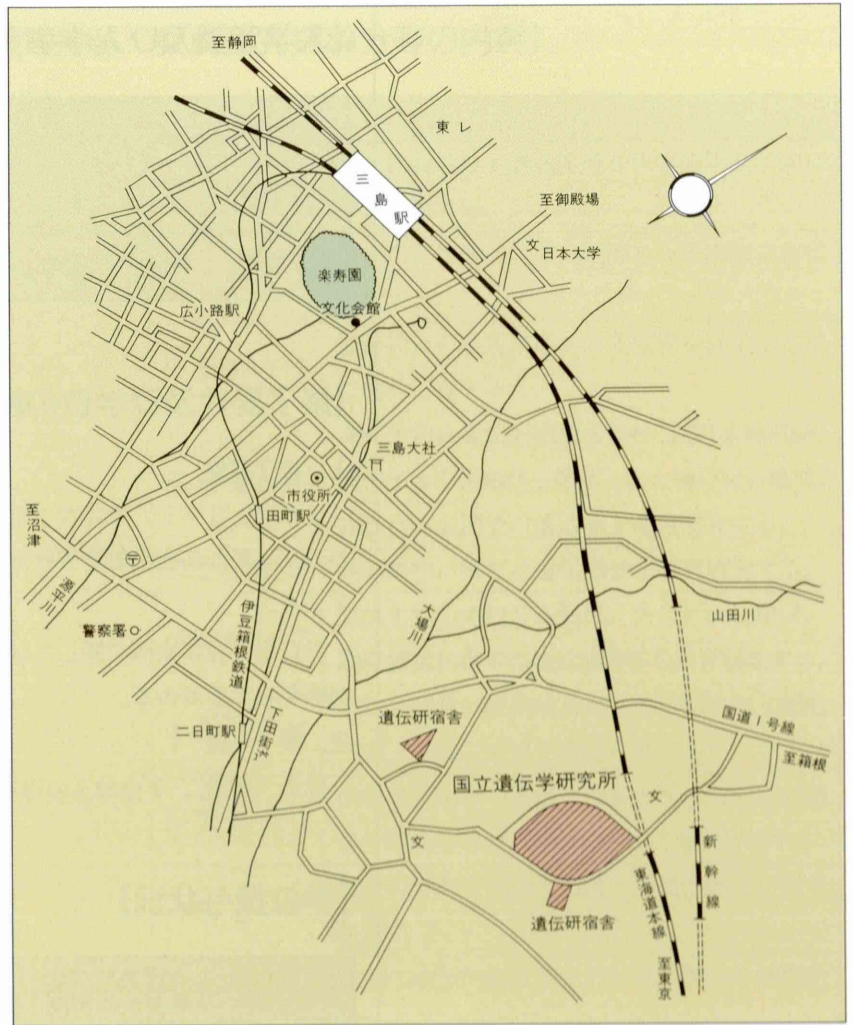 至静岡
東レ
三島駅
至御殿場
文
日本大学
楽寿園
文化会館
広小路駅
三島大社
市役所
田町駅
至沼津
〒
源平川
大場川
山田川
警察署
伊豆箱根鉄道
二日町駅
下田街道
遺伝研宿舎
国道1号線
至箱根
国立遺伝学研究所
文
文
新幹線
東海道本線
遺伝研宿舎
至東京